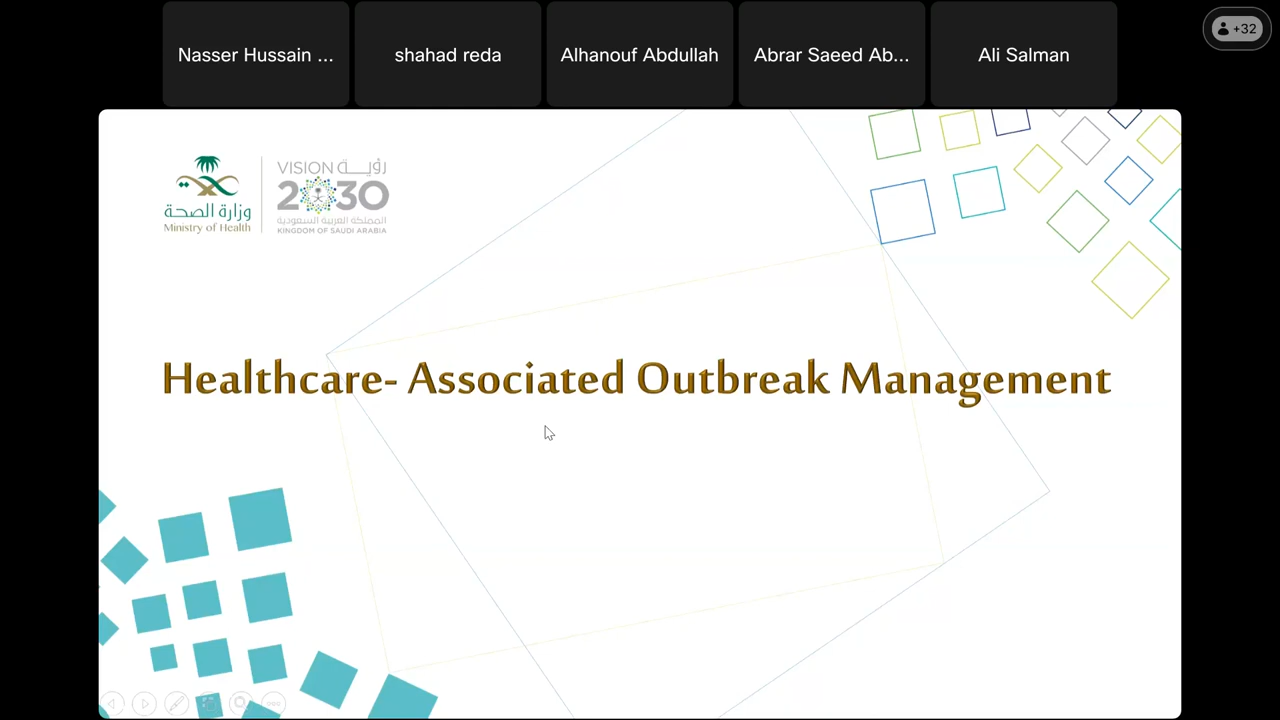 Nasser Hussain ...
shahad reda
Alhanouf Abdullah
Abrar Saeed Ab...
Ali Salman
+32
وزارة الصحة
Ministry of Health
VISION رؤيـــة
2030
المملكة العربية السعودية
KINGDOM OF SAUDI ARABIA
Healthcare- Associated Outbreak Management